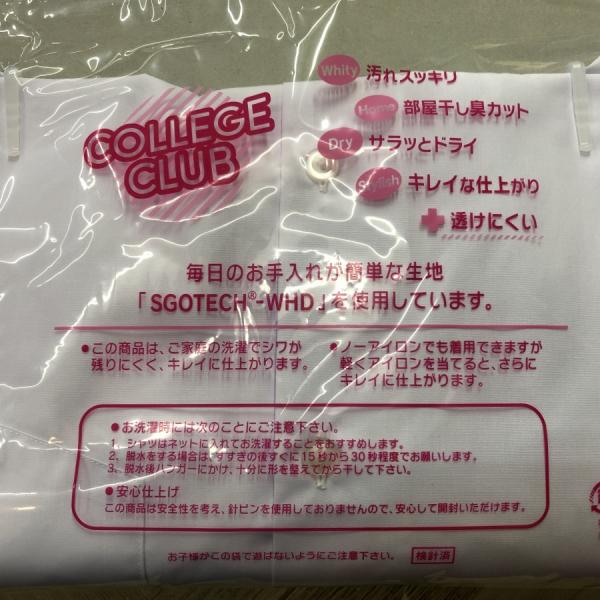 COLLEGE
CLUB
Whity 汚れスッキリ
Home 部屋干し臭カット
Dry サラッとドライ
Stylish キレイな仕上がり
+ 透けにくい
毎日のお手入れが簡単な生地
「SGOTECH®-WHD」を使用しています。
●この商品は、ご家庭の洗濯でシワが
残りにくく、キレイに仕上がります。
●ノーアイロンでも着用できますが
軽くアイロンを当てると、さらに
キレイに仕上がります。
●お洗濯時には次のことにご注意下さい。
1、シャツはネットに入れてお洗濯することをおすすめします。
2、脱水をする場合は、すすぎの後すぐに15秒から30秒程度でお願いします。
3、脱水後ハンガーにかけ、十分に形を整えてから干して下さい。
●安心仕上げ
この商品は安全性を考え、針ピンを使用しておりませんので、安心して開封いただけます。
お子様がこの袋で遊ばないようにご注意下さい。 検針済